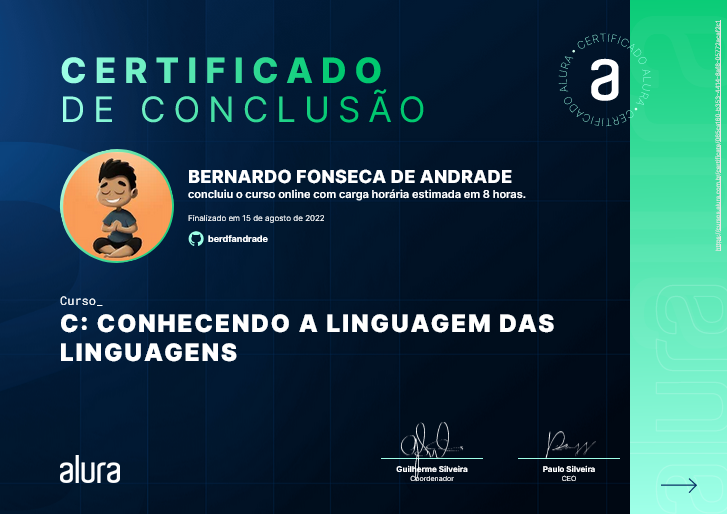 CERTIFICADO
DE CONCLUSÃO
CERTIFICADO ALURA • CERTIFICADO ALURA •
a
BERNARDO FONSECA DE ANDRADE
concluiu o curso online com carga horária estimada em 8 horas.
Finalizado em 15 de agosto de 2022
berdfandrade
Curso_
C: CONHECENDO A LINGUAGEM DAS
LINGUAGENS
alura
Guilherme Silveira
Coordenador
Paulo Silveira
CEO
alura